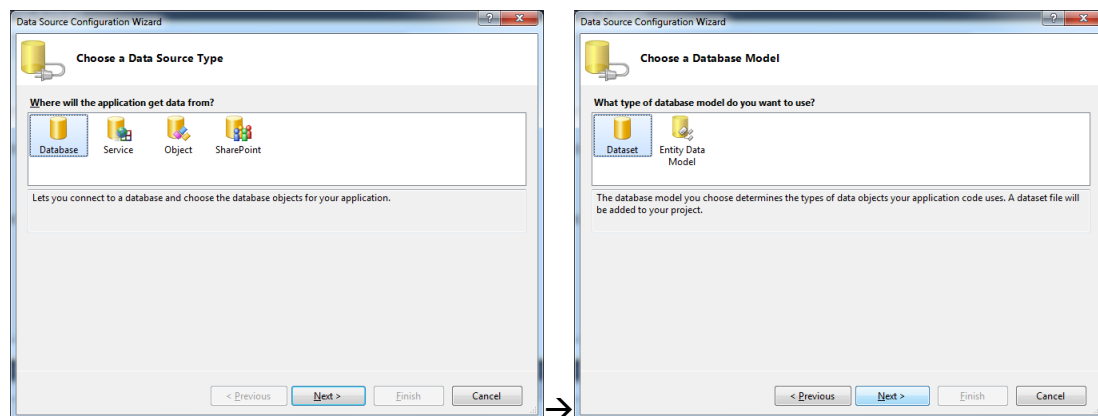 Data Source Configuration Wizard
Choose a Data Source Type
Where will the application get data from?
Database Service Object SharePoint
Lets you connect to a database and choose the database objects for your application.
< Previous Next > Finish Cancel
→
Data Source Configuration Wizard
Choose a Database Model
What type of database model do you want to use?
Dataset Entity Data
Model
The database model you choose determines the types of data objects your application code uses. A dataset file will
be added to your project.
< Previous Next > Finish Cancel